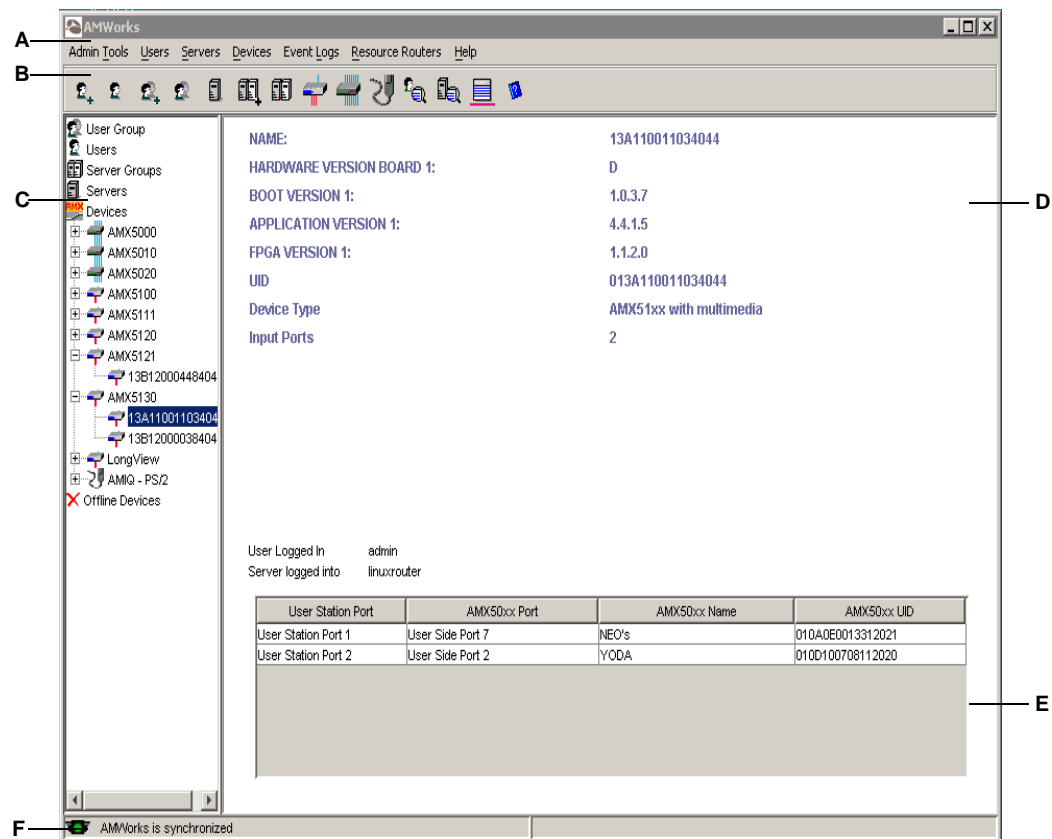 AMWorks
A
Admin Tools Users Servers Devices Event Logs Resource Routers Help
B
User Group
Users
Server Groups
Servers
C
Devices
AMX5000
AMX5010
AMX5020
AMX5100
AMX5111
AMX5120
AMX5121
13B12000448404
AMX5130
13A11001103404
13B12000038404
LongView
AMIQ - PS/2
Offline Devices
NAME: 13A110011034044
HARDWARE VERSION BOARD 1: D
BOOT VERSION 1: 1.0.3.7
D
APPLICATION VERSION 1: 4.4.1.5
FPGA VERSION 1: 1.1.2.0
UID 013A110011034044
Device Type AMX51xx with multimedia
Input Ports 2
User Logged In admin
Server logged into linuxrouter
User Station Port AMX50xx Port AMX50xx Name AMX50xx UID
User Station Port 1 User Side Port 7 NEO's 010A0E0013312021
User Station Port 2 User Side Port 2 YODA 010D100708112020
E
F
AMWorks is synchronized